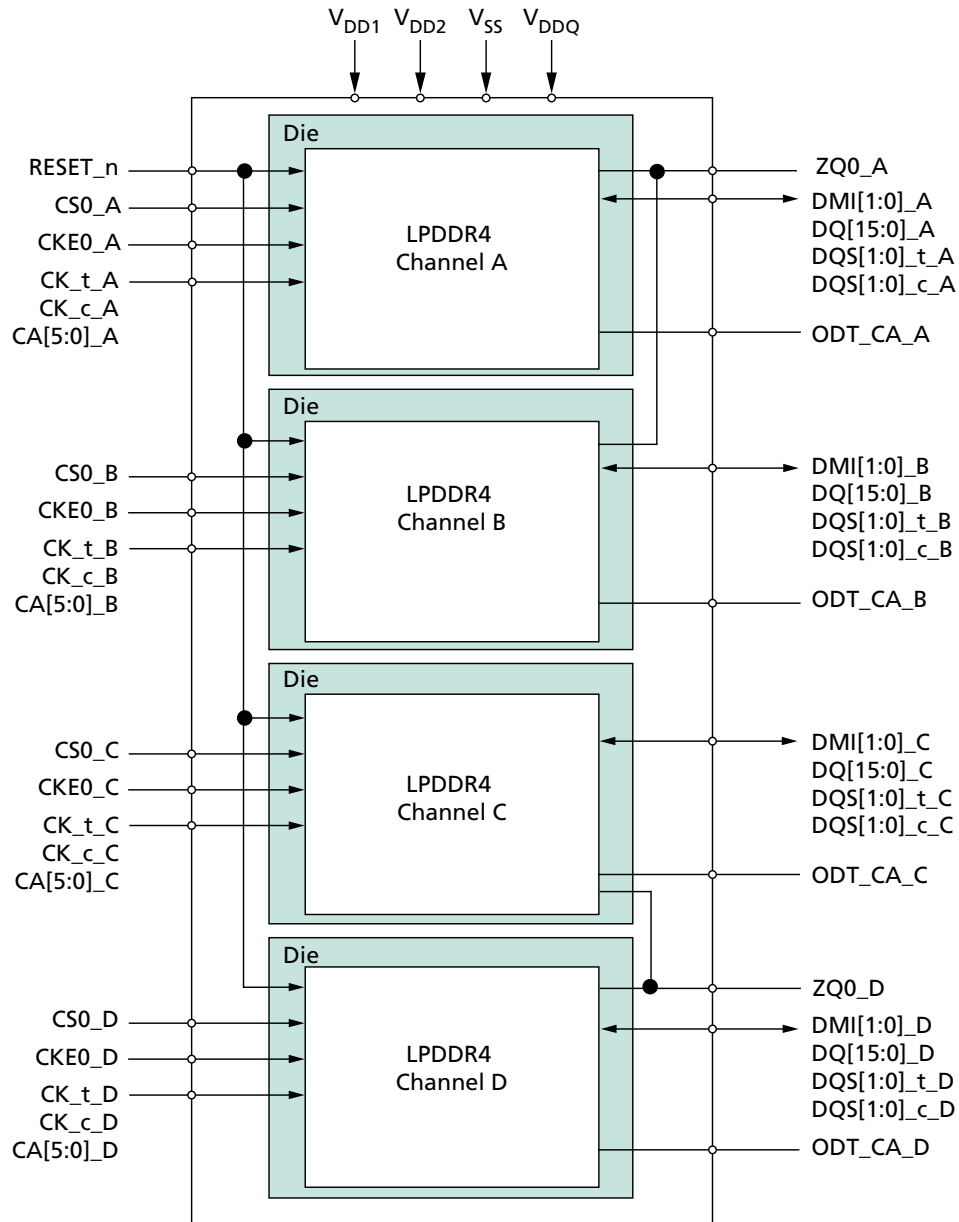 V_DD1 V_DD2 V_SS V_DDQ
Die
RESET_n
CS0_A
CKE0_A
CK_t_A
CK_c_A
CA[5:0]_A
LPDDR4
Channel A
ZQ0_A
DMI[1:0]_A
DQ[15:0]_A
DQS[1:0]_t_A
DQS[1:0]_c_A
ODT_CA_A
Die
CS0_B
CKE0_B
CK_t_B
CK_c_B
CA[5:0]_B
LPDDR4
Channel B
DMI[1:0]_B
DQ[15:0]_B
DQS[1:0]_t_B
DQS[1:0]_c_B
ODT_CA_B
Die
CS0_C
CKE0_C
CK_t_C
CK_c_C
CA[5:0]_C
LPDDR4
Channel C
DMI[1:0]_C
DQ[15:0]_C
DQS[1:0]_t_C
DQS[1:0]_c_C
ODT_CA_C
Die
CS0_D
CKE0_D
CK_t_D
CK_c_D
CA[5:0]_D
LPDDR4
Channel D
ZQ0_D
DMI[1:0]_D
DQ[15:0]_D
DQS[1:0]_t_D
DQS[1:0]_c_D
ODT_CA_D